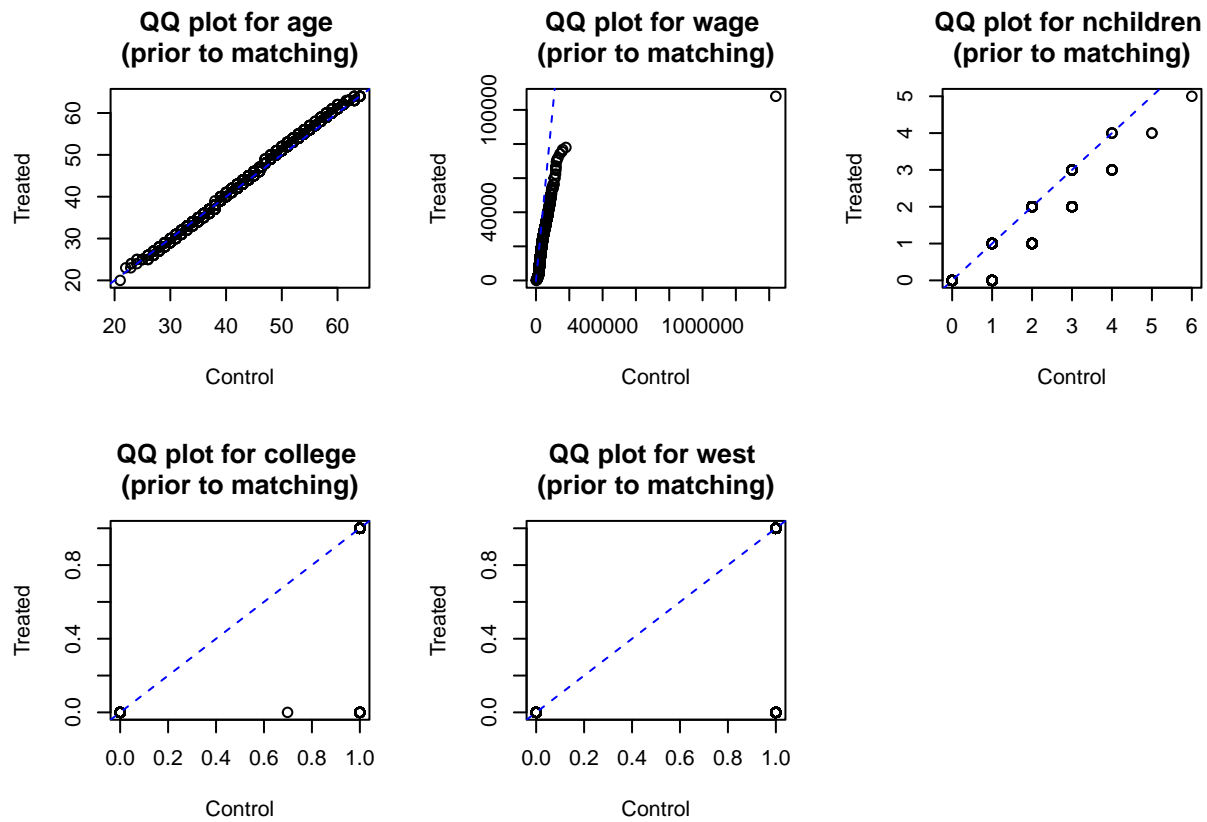 QQ plot for age
(prior to matching)
Treated
20 30 40 50 60
20 30 40 50 60
Control
QQ plot for wage
(prior to matching)
Treated
0 40000 100000
0 400000 1000000
Control
QQ plot for nchildren
(prior to matching)
Treated
0 1 2 3 4 5
0 1 2 3 4 5 6
Control
QQ plot for college
(prior to matching)
Treated
0.0 0.4 0.8
0.0 0.2 0.4 0.6 0.8 1.0
Control
QQ plot for west
(prior to matching)
Treated
0.0 0.4 0.8
0.0 0.2 0.4 0.6 0.8 1.0
Control